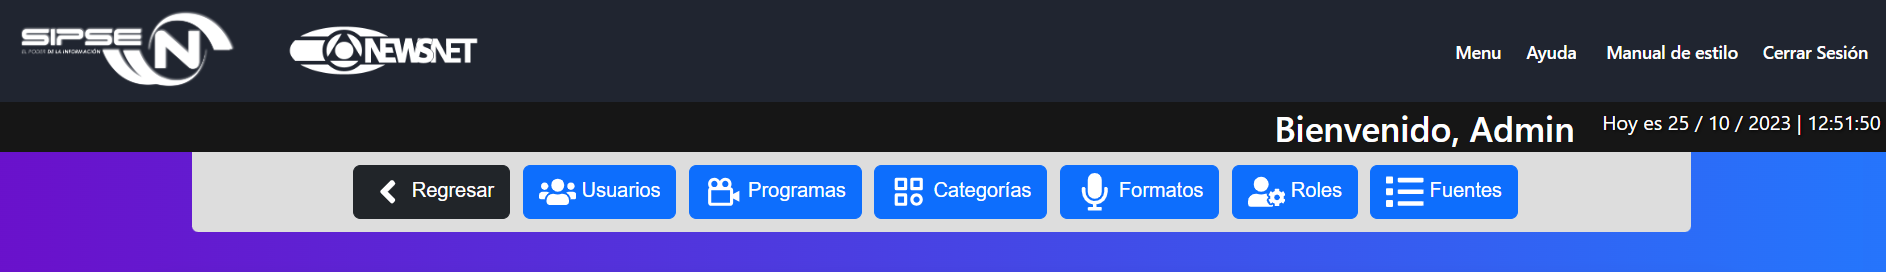 SIPSE N
EL PODER DE LA INFORMACIÓN
NEWSNET
Menu Ayuda Manual de estilo Cerrar Sesión
Bienvenido, Admin Hoy es 25 / 10 / 2023 | 12:51:50
Regresar Usuarios Programas Categorías Formatos Roles Fuentes